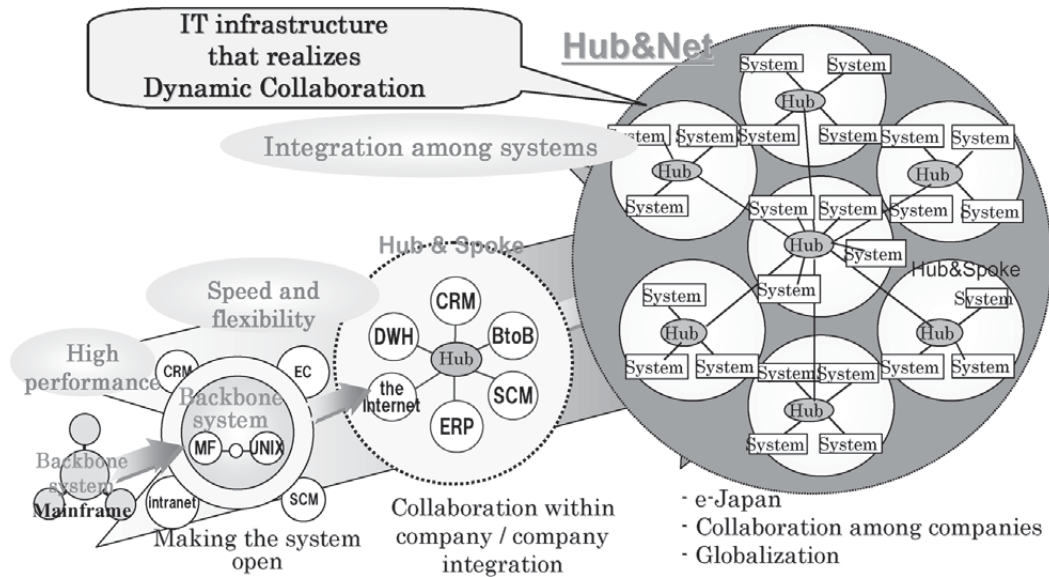 IT infrastructure
that realizes
Dynamic Collaboration
Hub&Net
Integration among systems
System
System
Hub
System
System
System
System
Hub
System
System
System
Hub
System
System
System
System
Hub
System
System
Hub&Spoke
System
Hub
System
System
System
Hub
System
System
System
System
Hub
System
System
Hub & Spoke
CRM
DWH
BtoB
Hub
the
Internet
SCM
ERP
Speed and
flexibility
High
performance
CRM
EC
Backbone
system
MF
UNIX
intranet
SCM
Backbone
system
Mainframe
Making the system
open
Collaboration within
company / company
integration
- e-Japan
- Collaboration among companies
- Globalization